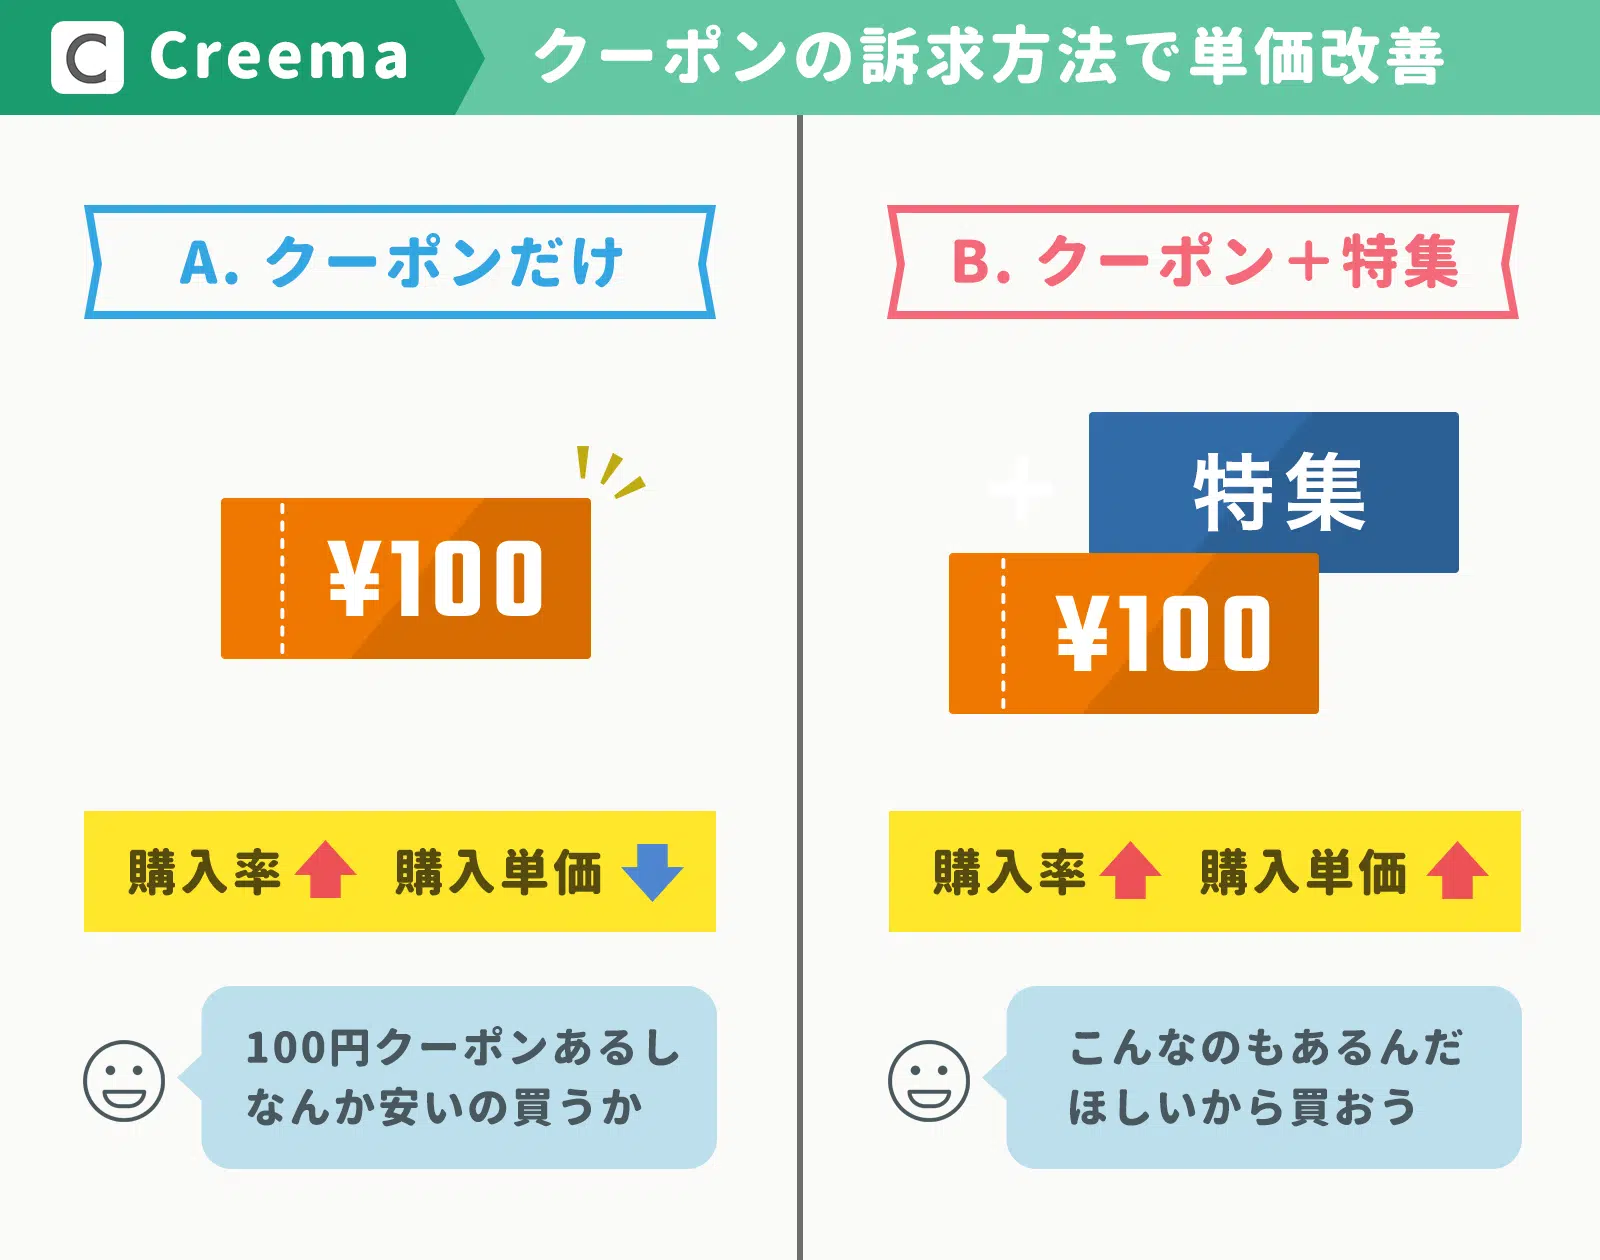 C Creema
クーポンの訴求方法で単価改善
A. クーポンだけ
¥100
購入率 購入単価
100円クーポンあるし
なんか安いの買うか
B. クーポン＋特集
特集
¥100
購入率 購入単価
こんなのもあるんだ
ほしいから買おう